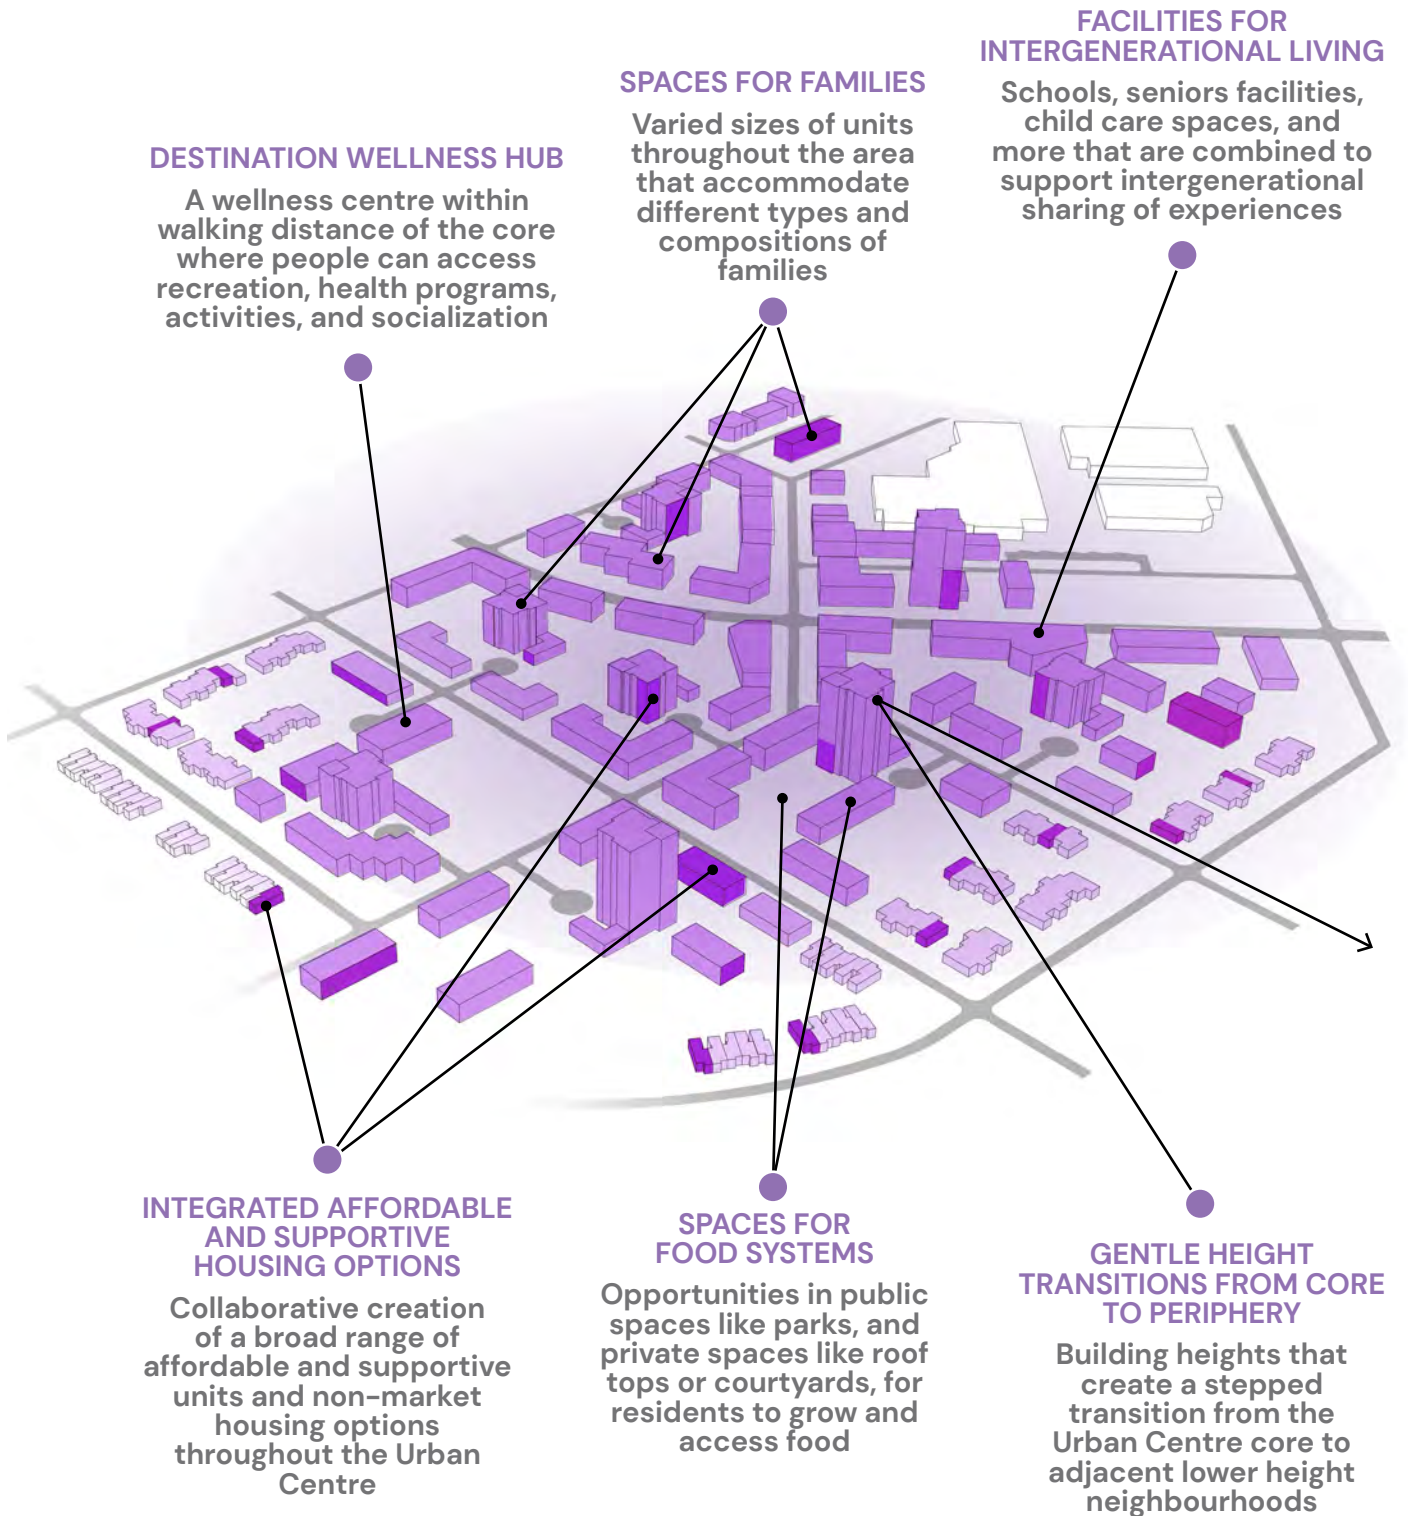 FACILITIES FOR
INTERGENERATIONAL LIVING
Schools, seniors facilities,
child care spaces, and
more that are combined to
support intergenerational
sharing of experiences
SPACES FOR FAMILIES
Varied sizes of units
throughout the area
that accommodate
different types and
compositions of
families
DESTINATION WELLNESS HUB
A wellness centre within
walking distance of the core
where people can access
recreation, health programs,
activities, and socialization
INTEGRATED AFFORDABLE
AND SUPPORTIVE
HOUSING OPTIONS
Collaborative creation
of a broad range of
affordable and supportive
units and non-market
housing options
throughout the Urban
Centre
SPACES FOR
FOOD SYSTEMS
Opportunities in public
spaces like parks, and
private spaces like roof
tops or courtyards, for
residents to grow and
access food
GENTLE HEIGHT
TRANSITIONS FROM CORE
TO PERIPHERY
Building heights that
create a stepped
transition from the
Urban Centre core to
adjacent lower height
neighbourhoods